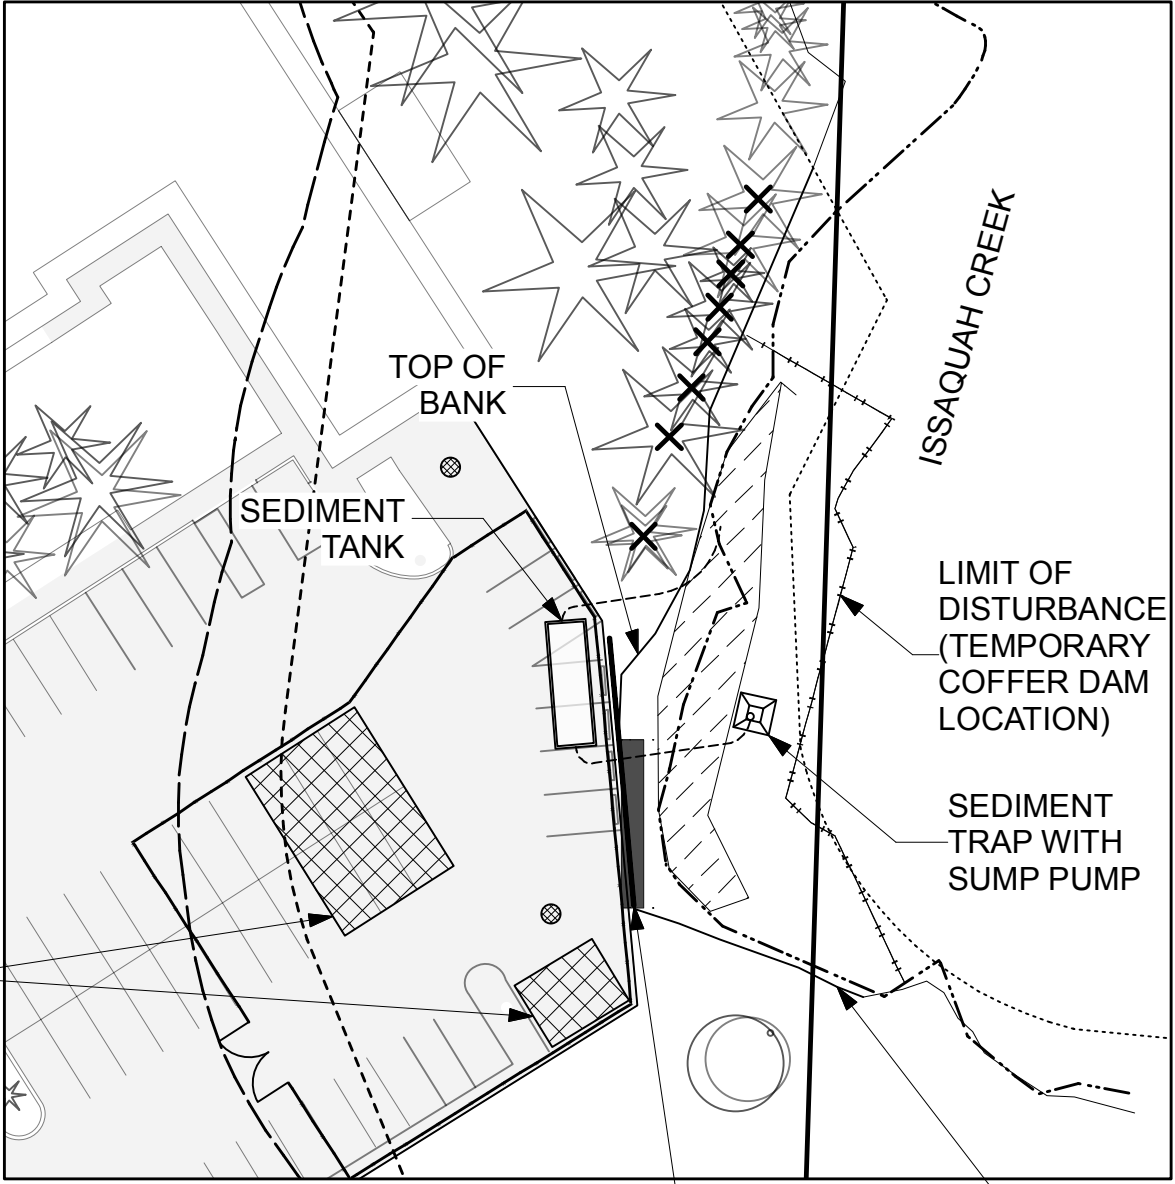 TOP OF
BANK
ISSAQUAH CREEK
SEDIMENT
TANK
LIMIT OF
DISTURBANCE
(TEMPORARY
COFFER DAM
LOCATION)
SEDIMENT
TRAP WITH
SUMP PUMP